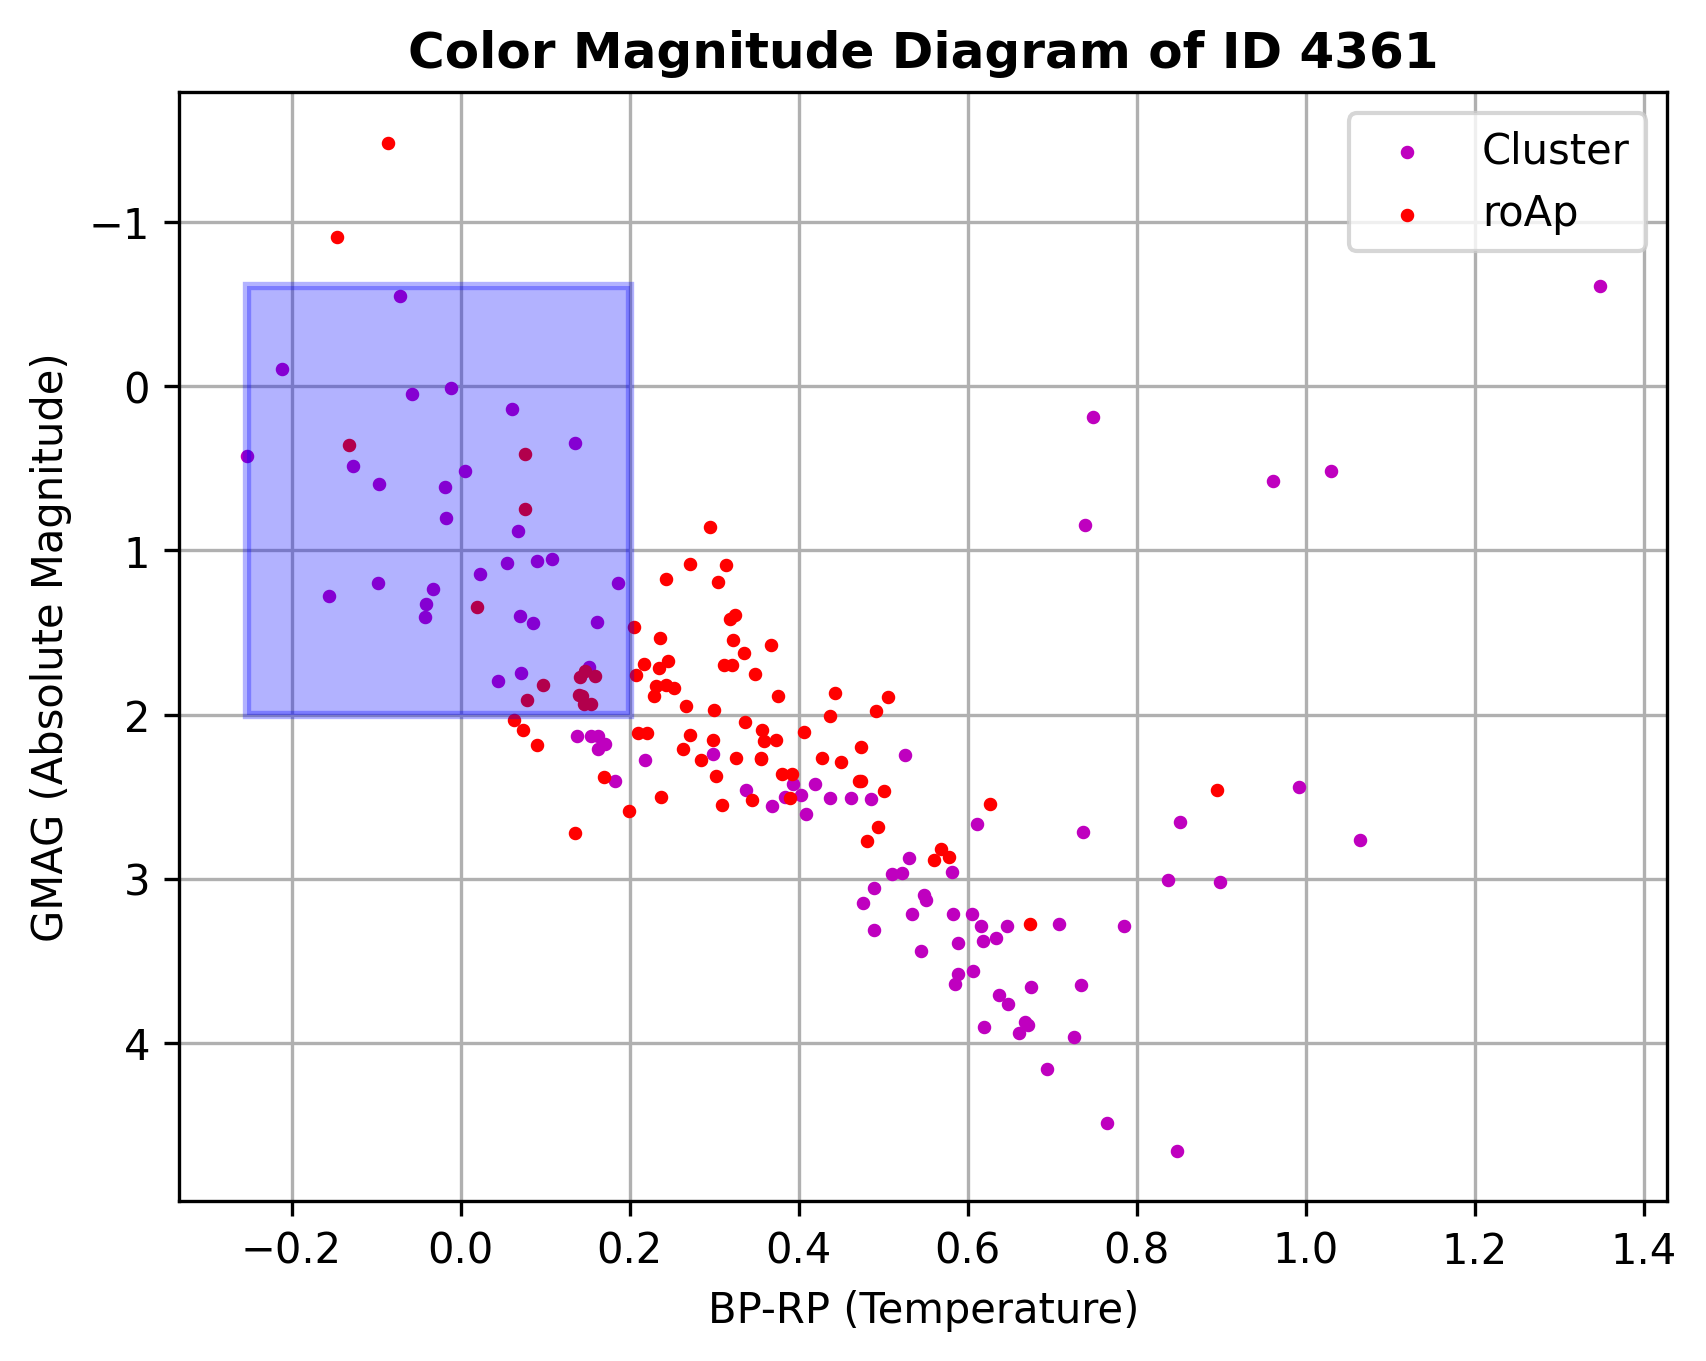 Color Magnitude Diagram of ID 4361
Cluster
roAp
−1
0
1
2
3
4
GMAG (Absolute Magnitude)
−0.2 0.0 0.2 0.4 0.6 0.8 1.0 1.2 1.4
BP-RP (Temperature)